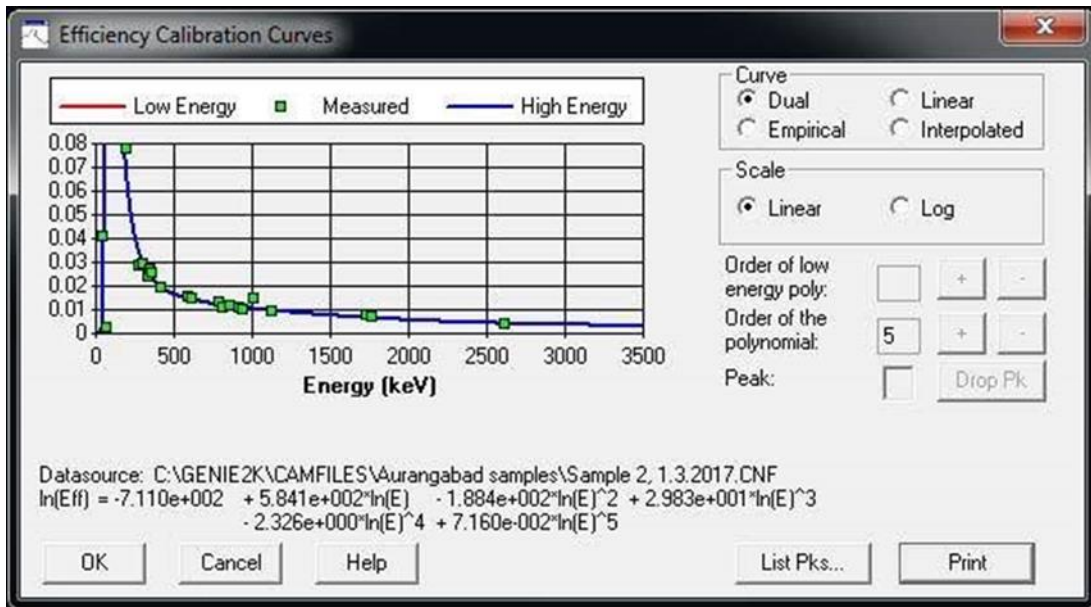 Efficiency Calibration Curves
Low Energy Measured High Energy
0.08
0.07
0.06
0.05
0.04
0.03
0.02
0.01
0
0 500 1000 1500 2000 2500 3000 3500
Energy (keV)
Curve
Dual Linear
Empirical Interpolated
Scale
Linear Log
Order of low
energy poly: + -
Order of the
polynomial: 5 + -
Peak: Drop Pk
Datasource: C:\GENIE2K\CAMFILES\Aurangabad samples\Sample 2, 1.3.2017.CNF
ln(Eff) = -7.110e+002 + 5.841e+002*ln(E) - 1.884e+002*ln(E)^2 + 2.983e+001*ln(E)^3
- 2.326e+000*ln(E)^4 + 7.160e-002*ln(E)^5
OK Cancel Help List Pks... Print